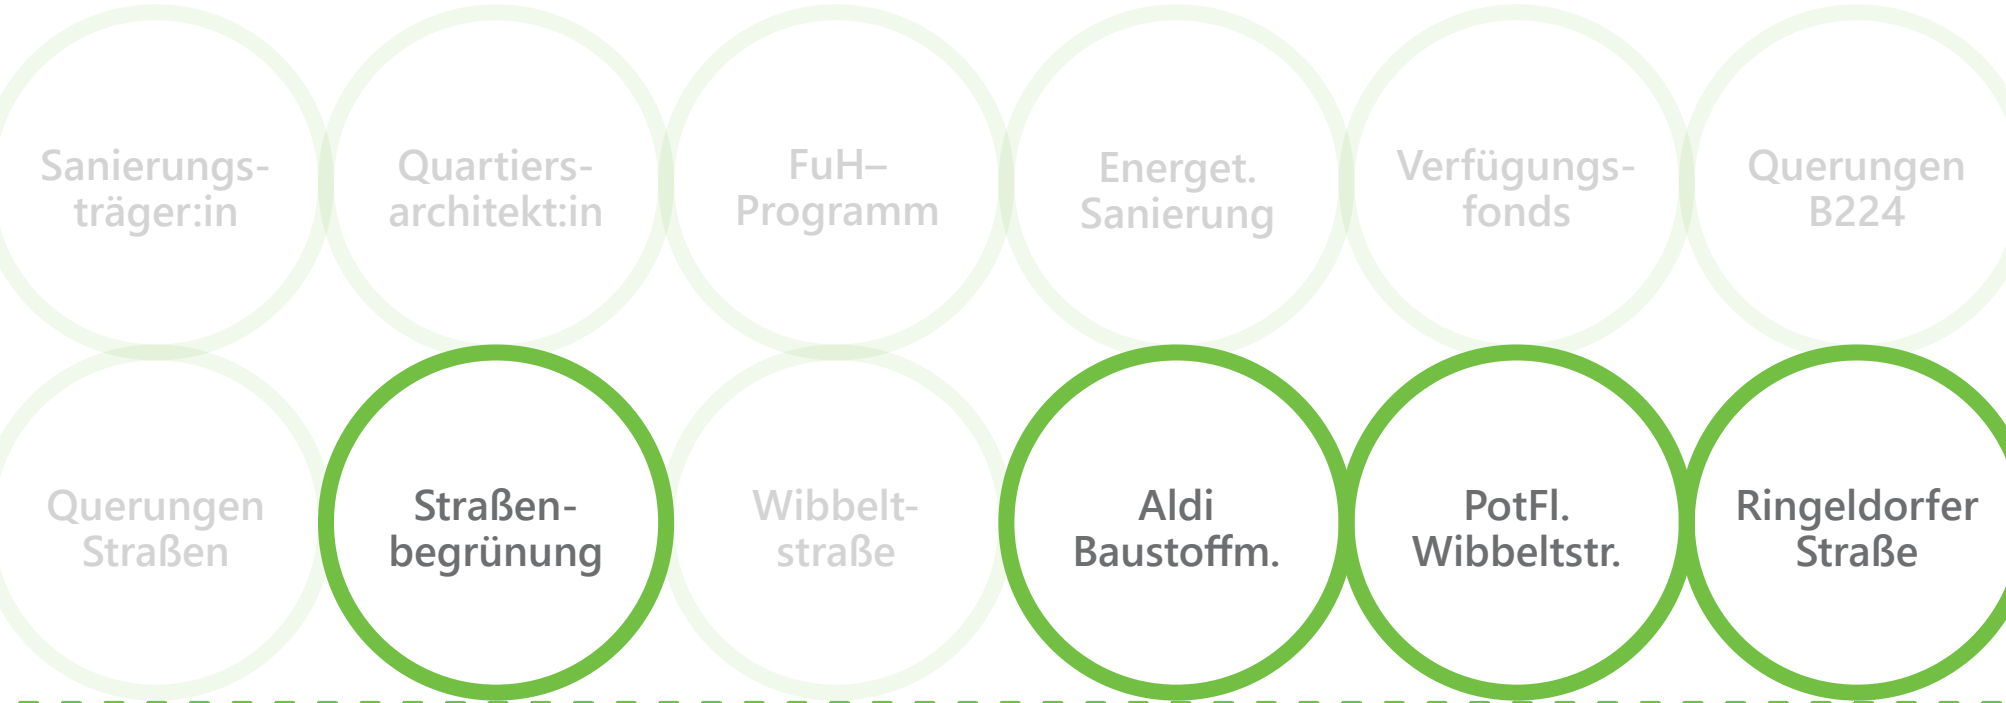 Sanierungs-
träger:in
Quartiers-
architekt:in
FuH–
Programm
Energet.
Sanierung
Verfügungs-
fonds
Querungen
B224
Querungen
Straßen
Straßen-
begrünung
Wibbelt-
straße
Aldi
Baustoffm.
PotFl.
Wibbeltstr.
Ringeldorfer
Straße